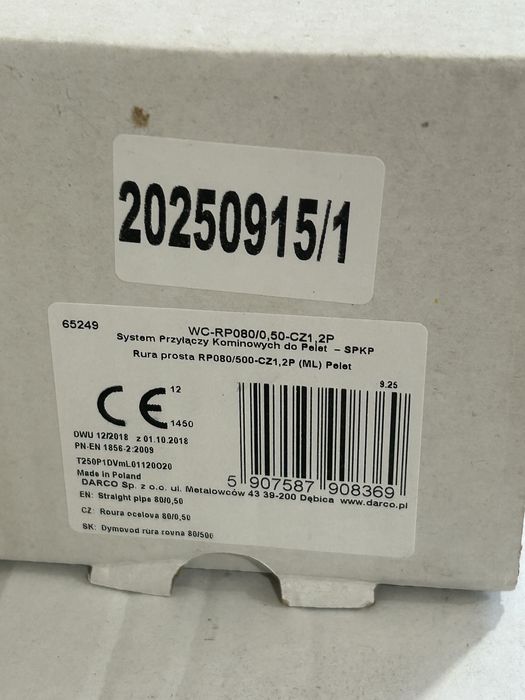 20250915/1
65249
WC-RP080/0,50-CZ1,2P
System Przyłączy Kominowych do Pelet – SPKP
Rura prosta RP080/500-CZ1,2P (ML) Pelet
9.25
CE
12
1450
DWU 12/2018 z 01.10.2018
PN-EN 1856-2:2009
T250P1DVmL01120O20
Made in Poland
DARCO Sp. z o.o. ul. Metalowców 43 39-200 Dębica www.darco.pl
5 907587 908369
EN: Straight pipe 80/0,50
CZ: Roura ocelova 80/0,50
SK: Dymovod rura rovna 80/500